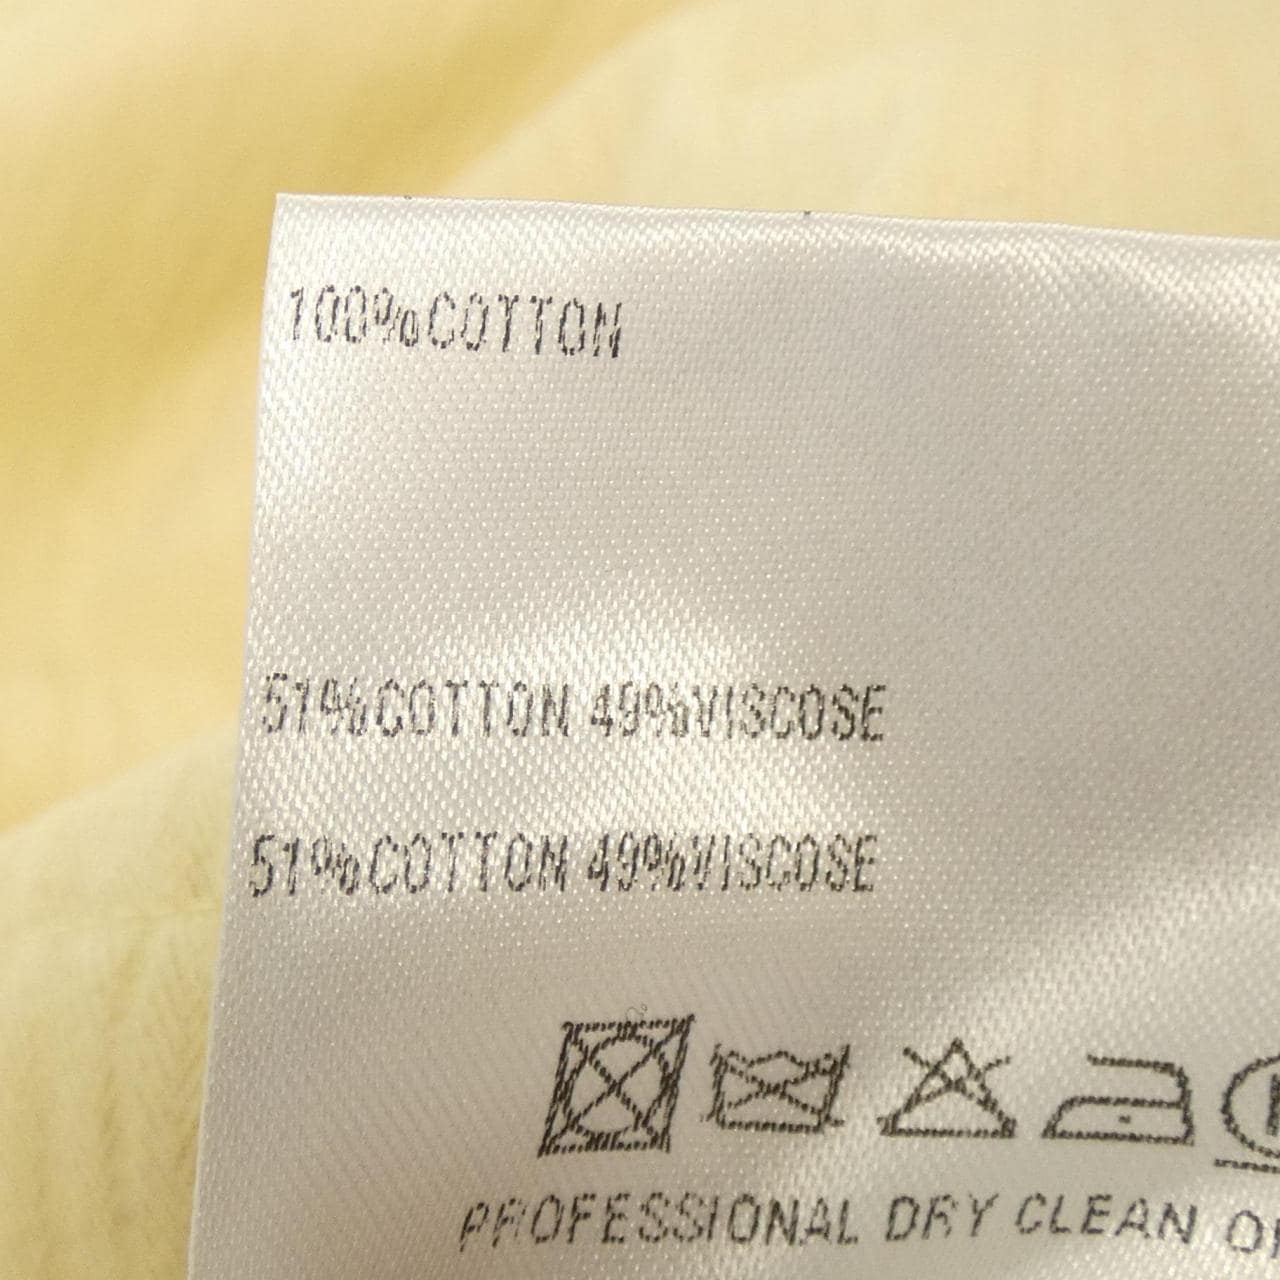 100%COTTON
51%COTTON 49%VISCOSE
51%COTTON 49%VISCOSE
PROFESSIONAL DRY CLEAN